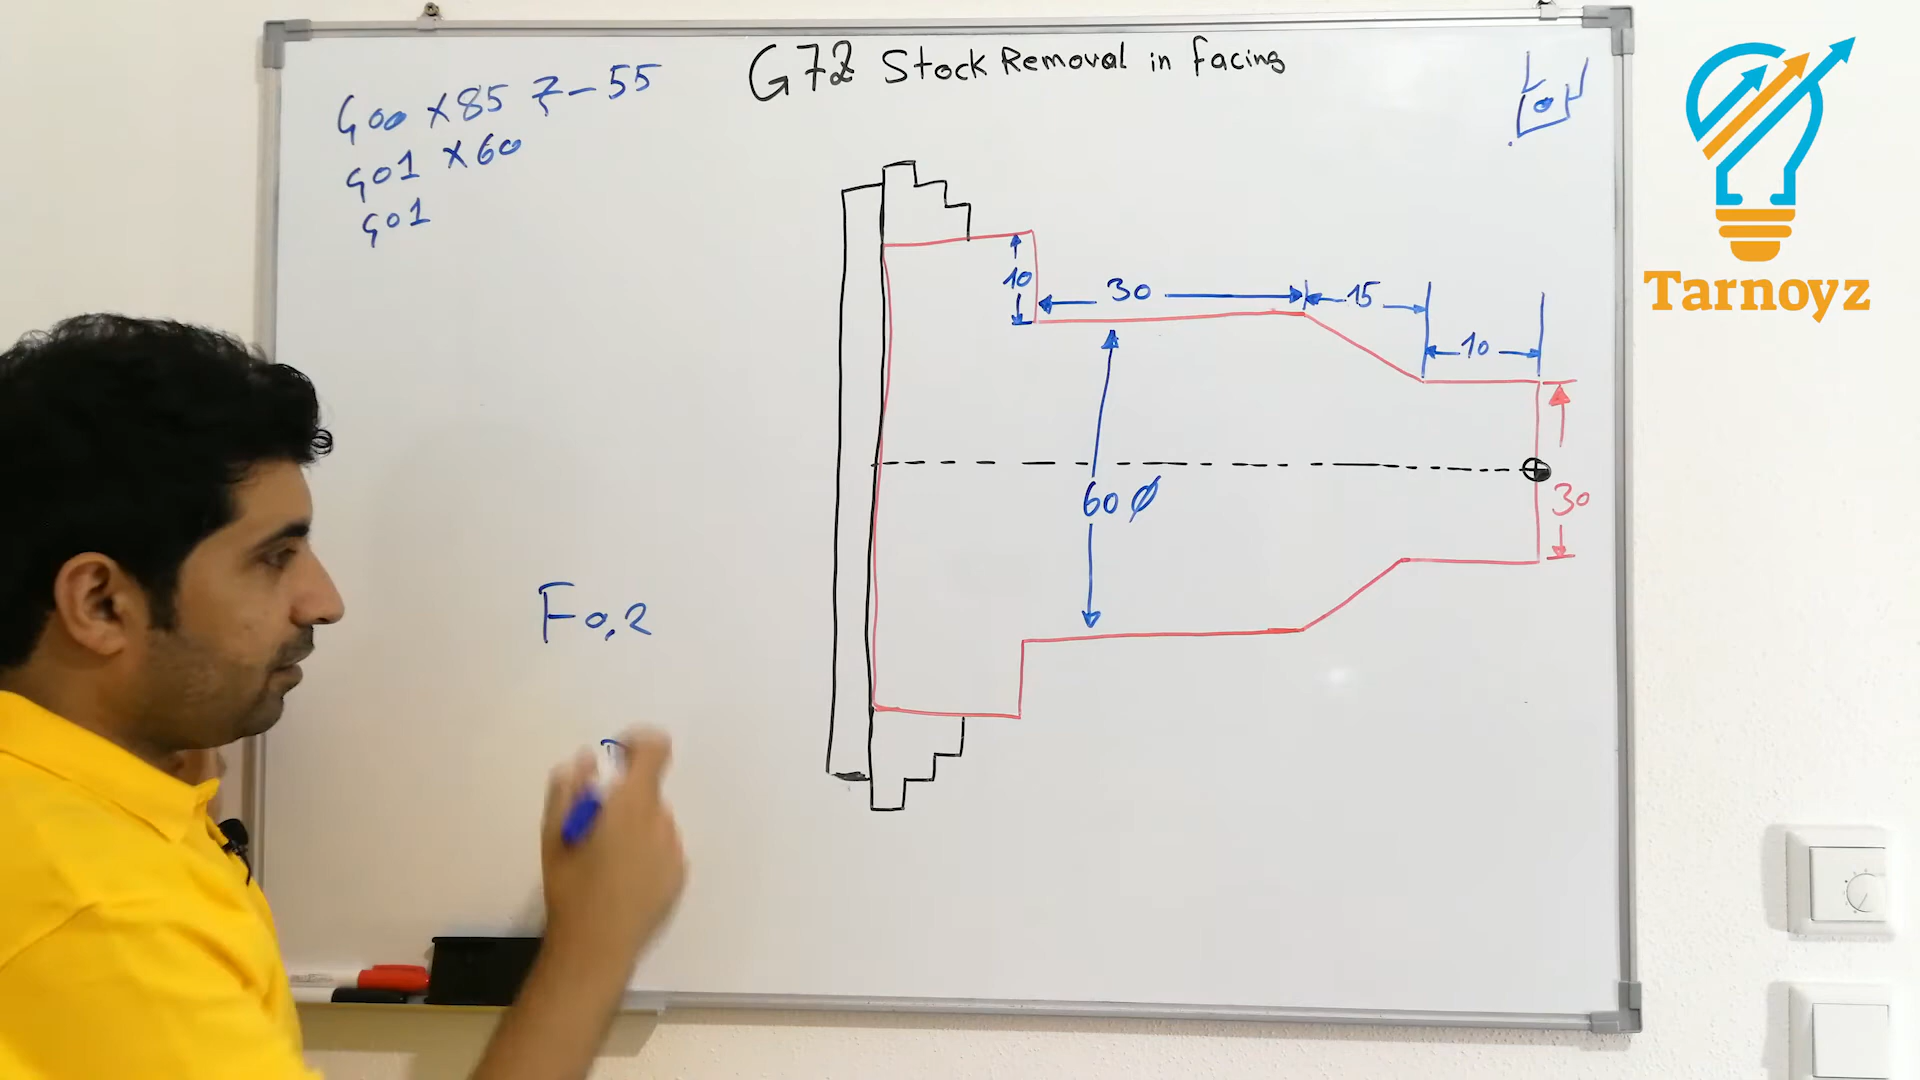 G72 Stock Removal in facing
G00 X85 Z-55
G01 X60
G01
10
30
15
10
60 Ø
30
F0.2
Tarnoyz